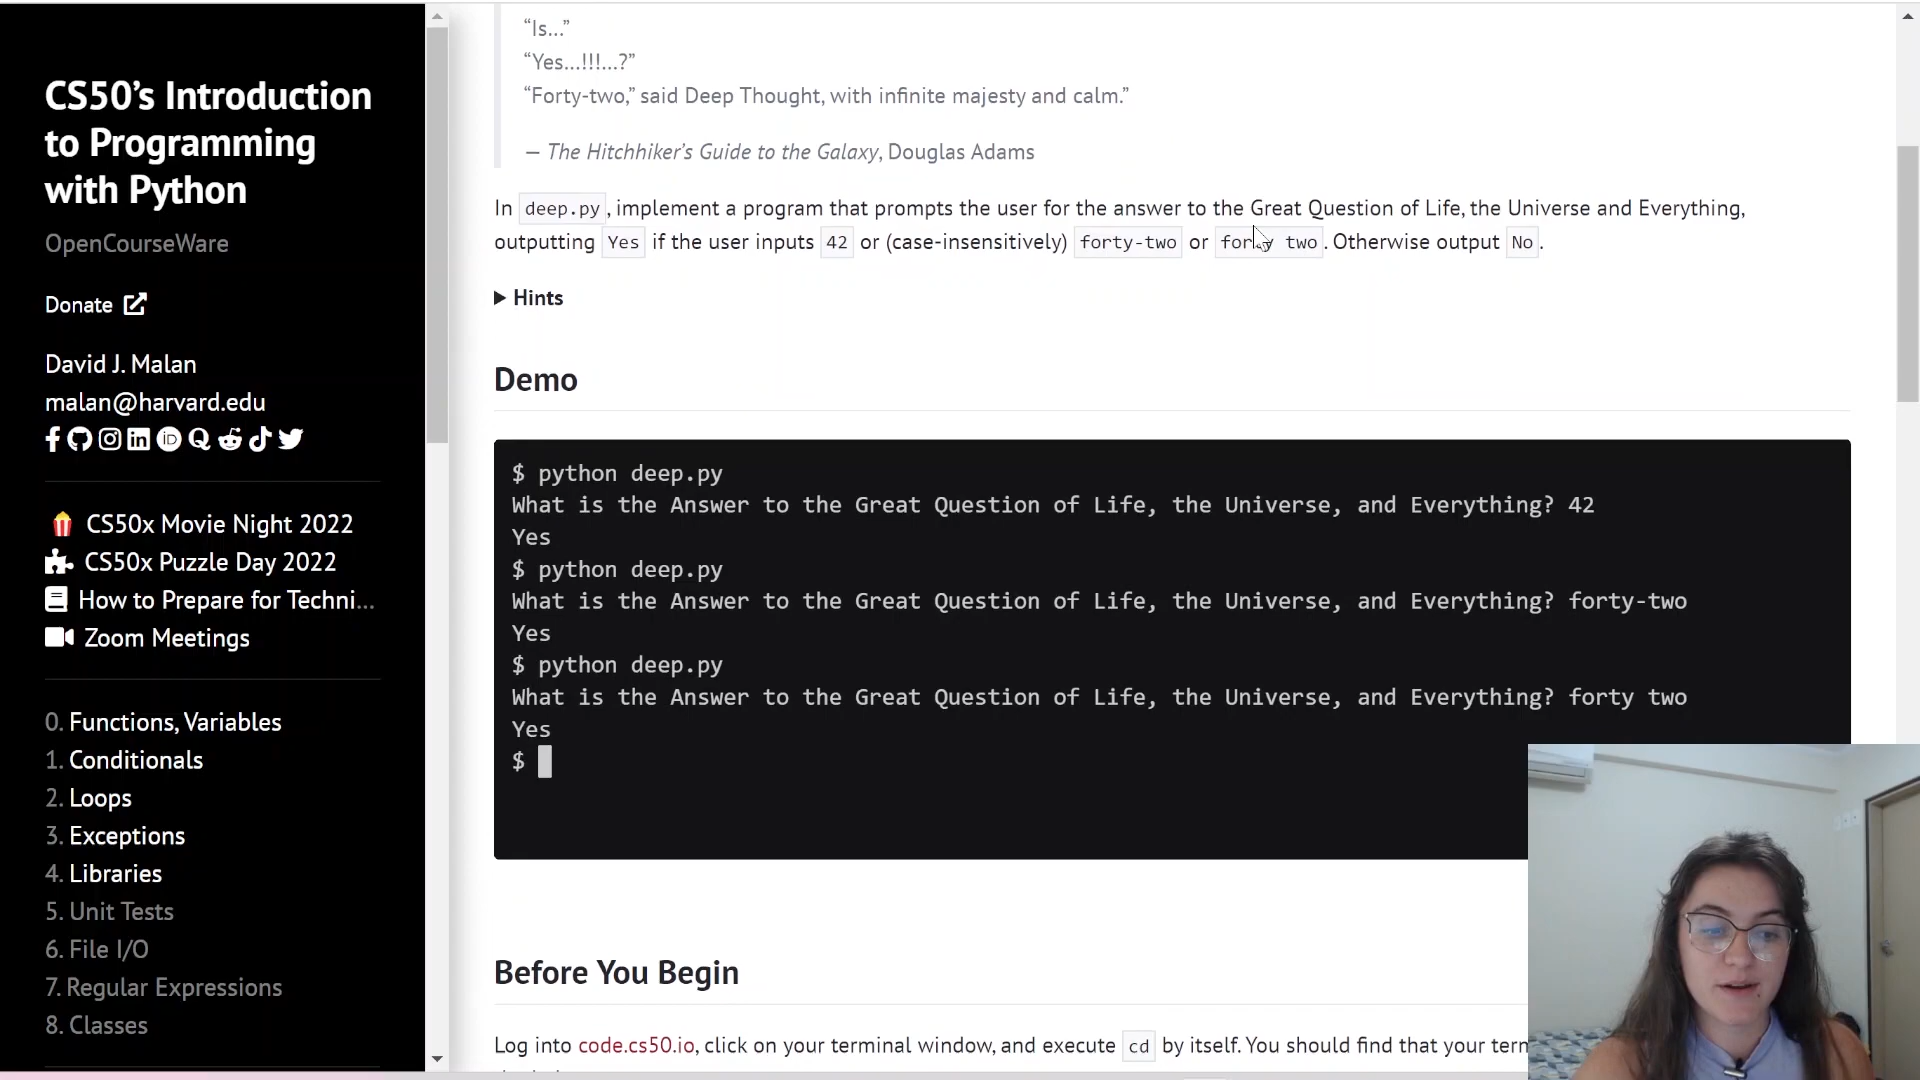 CS50’s Introduction
to Programming
with Python
OpenCourseWare
Donate
David J. Malan
malan@harvard.edu
CS50x Movie Night 2022
CS50x Puzzle Day 2022
How to Prepare for Techni...
Zoom Meetings
0. Functions, Variables
1. Conditionals
2. Loops
3. Exceptions
4. Libraries
5. Unit Tests
6. File I/O
7. Regular Expressions
8. Classes
“Is...”
“Yes...!!!...?”
“Forty-two,” said Deep Thought, with infinite majesty and calm.”
— The Hitchhiker’s Guide to the Galaxy, Douglas Adams
In deep.py, implement a program that prompts the user for the answer to the Great Question of Life, the Universe and Everything,
outputting Yes if the user inputs 42 or (case-insensitively) forty-two or forty two. Otherwise output No.
Hints
Demo
$ python deep.py
What is the Answer to the Great Question of Life, the Universe, and Everything? 42
Yes
$ python deep.py
What is the Answer to the Great Question of Life, the Universe, and Everything? forty-two
Yes
$ python deep.py
What is the Answer to the Great Question of Life, the Universe, and Everything? forty two
Yes
$
Before You Begin
Log into code.cs50.io, click on your terminal window, and execute cd by itself. You should find that your